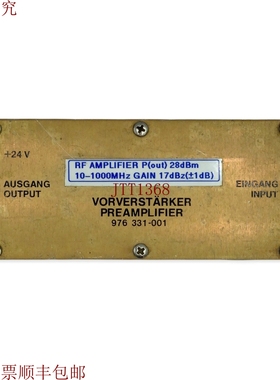 究
+24V
RF AMPLIFIER P(out) 28dBm
10-1000MHz GAIN 17dBz(±1dB)
AUSGANG
OUTPUT
JTT1368
EINGANG
INPUT
VORVERSTÄRKER
PREAMPLIFIER
976 331-001
票顺丰包邮